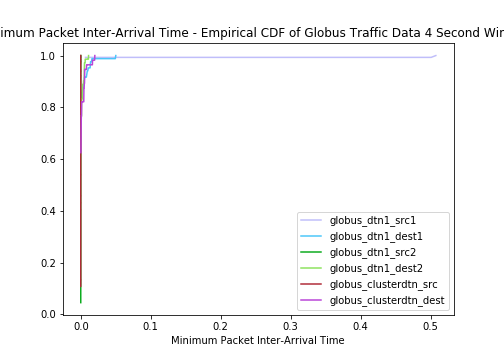 imum Packet Inter-Arrival Time - Empirical CDF of Globus Traffic Data 4 Second Win
1.0
0.8
0.6
0.4
0.2
0.0
globus_dtn1_src1
globus_dtn1_dest1
globus_dtn1_src2
globus_dtn1_dest2
globus_clusterdtn_src
globus_clusterdtn_dest
0.0 0.1 0.2 0.3 0.4 0.5
Minimum Packet Inter-Arrival Time